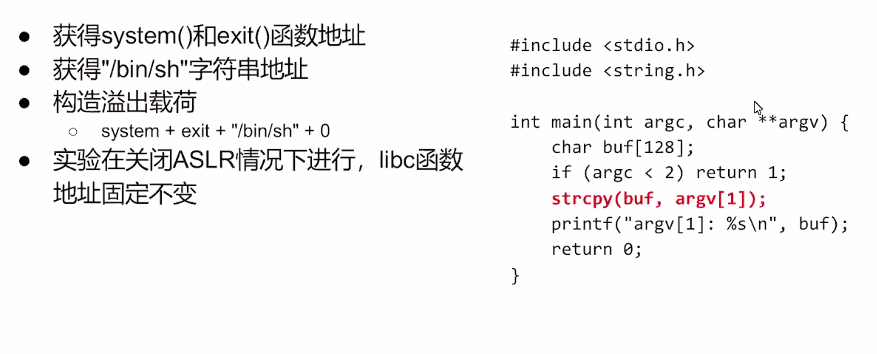 ● 获得system()和exit()函数地址
● 获得"/bin/sh"字符串地址
● 构造溢出载荷
○ system + exit + "/bin/sh" + 0
● 实验在关闭ASLR情况下进行，libc函数
地址固定不变
#include <stdio.h>
#include <string.h>
int main(int argc, char **argv) {
char buf[128];
if (argc < 2) return 1;
strcpy(buf, argv[1]);
printf("argv[1]: %s\n", buf);
return 0;
}